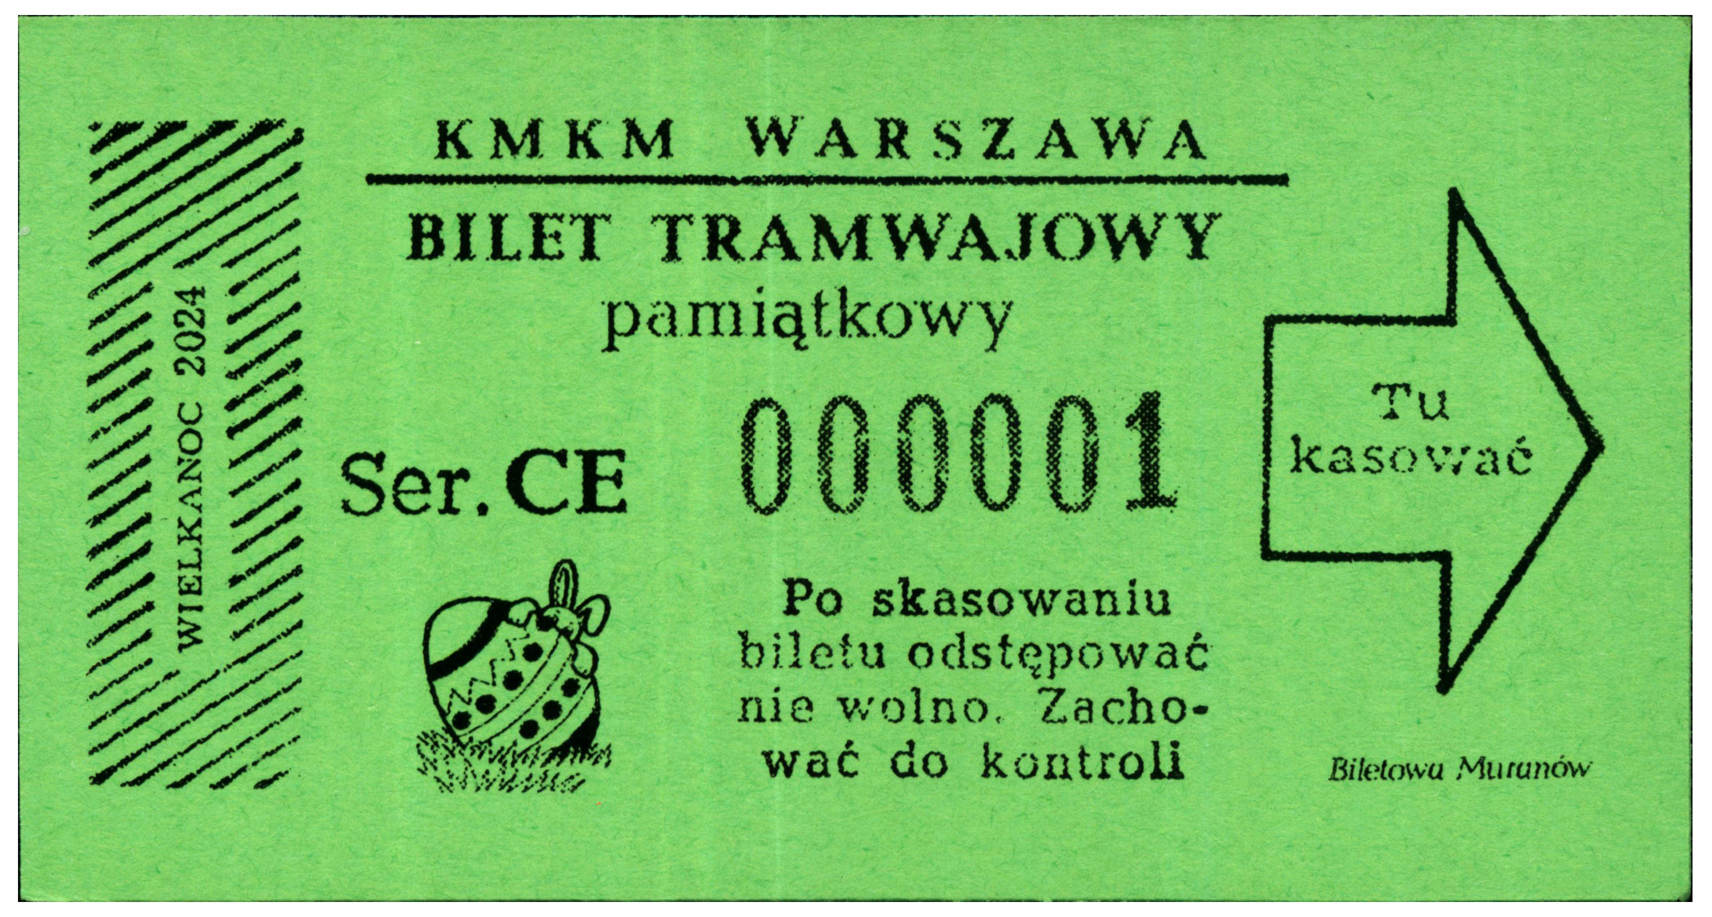 KMKM WARSZAWA
BILET TRAMWAJOWY
pamiątkowy
WIELKANOC 2024
Ser. CE 000001
Po skasowaniu
biletu odstępować
nie wolno. Zacho-
wać do kontroli
Tu
kasować
Biletowa Muranów